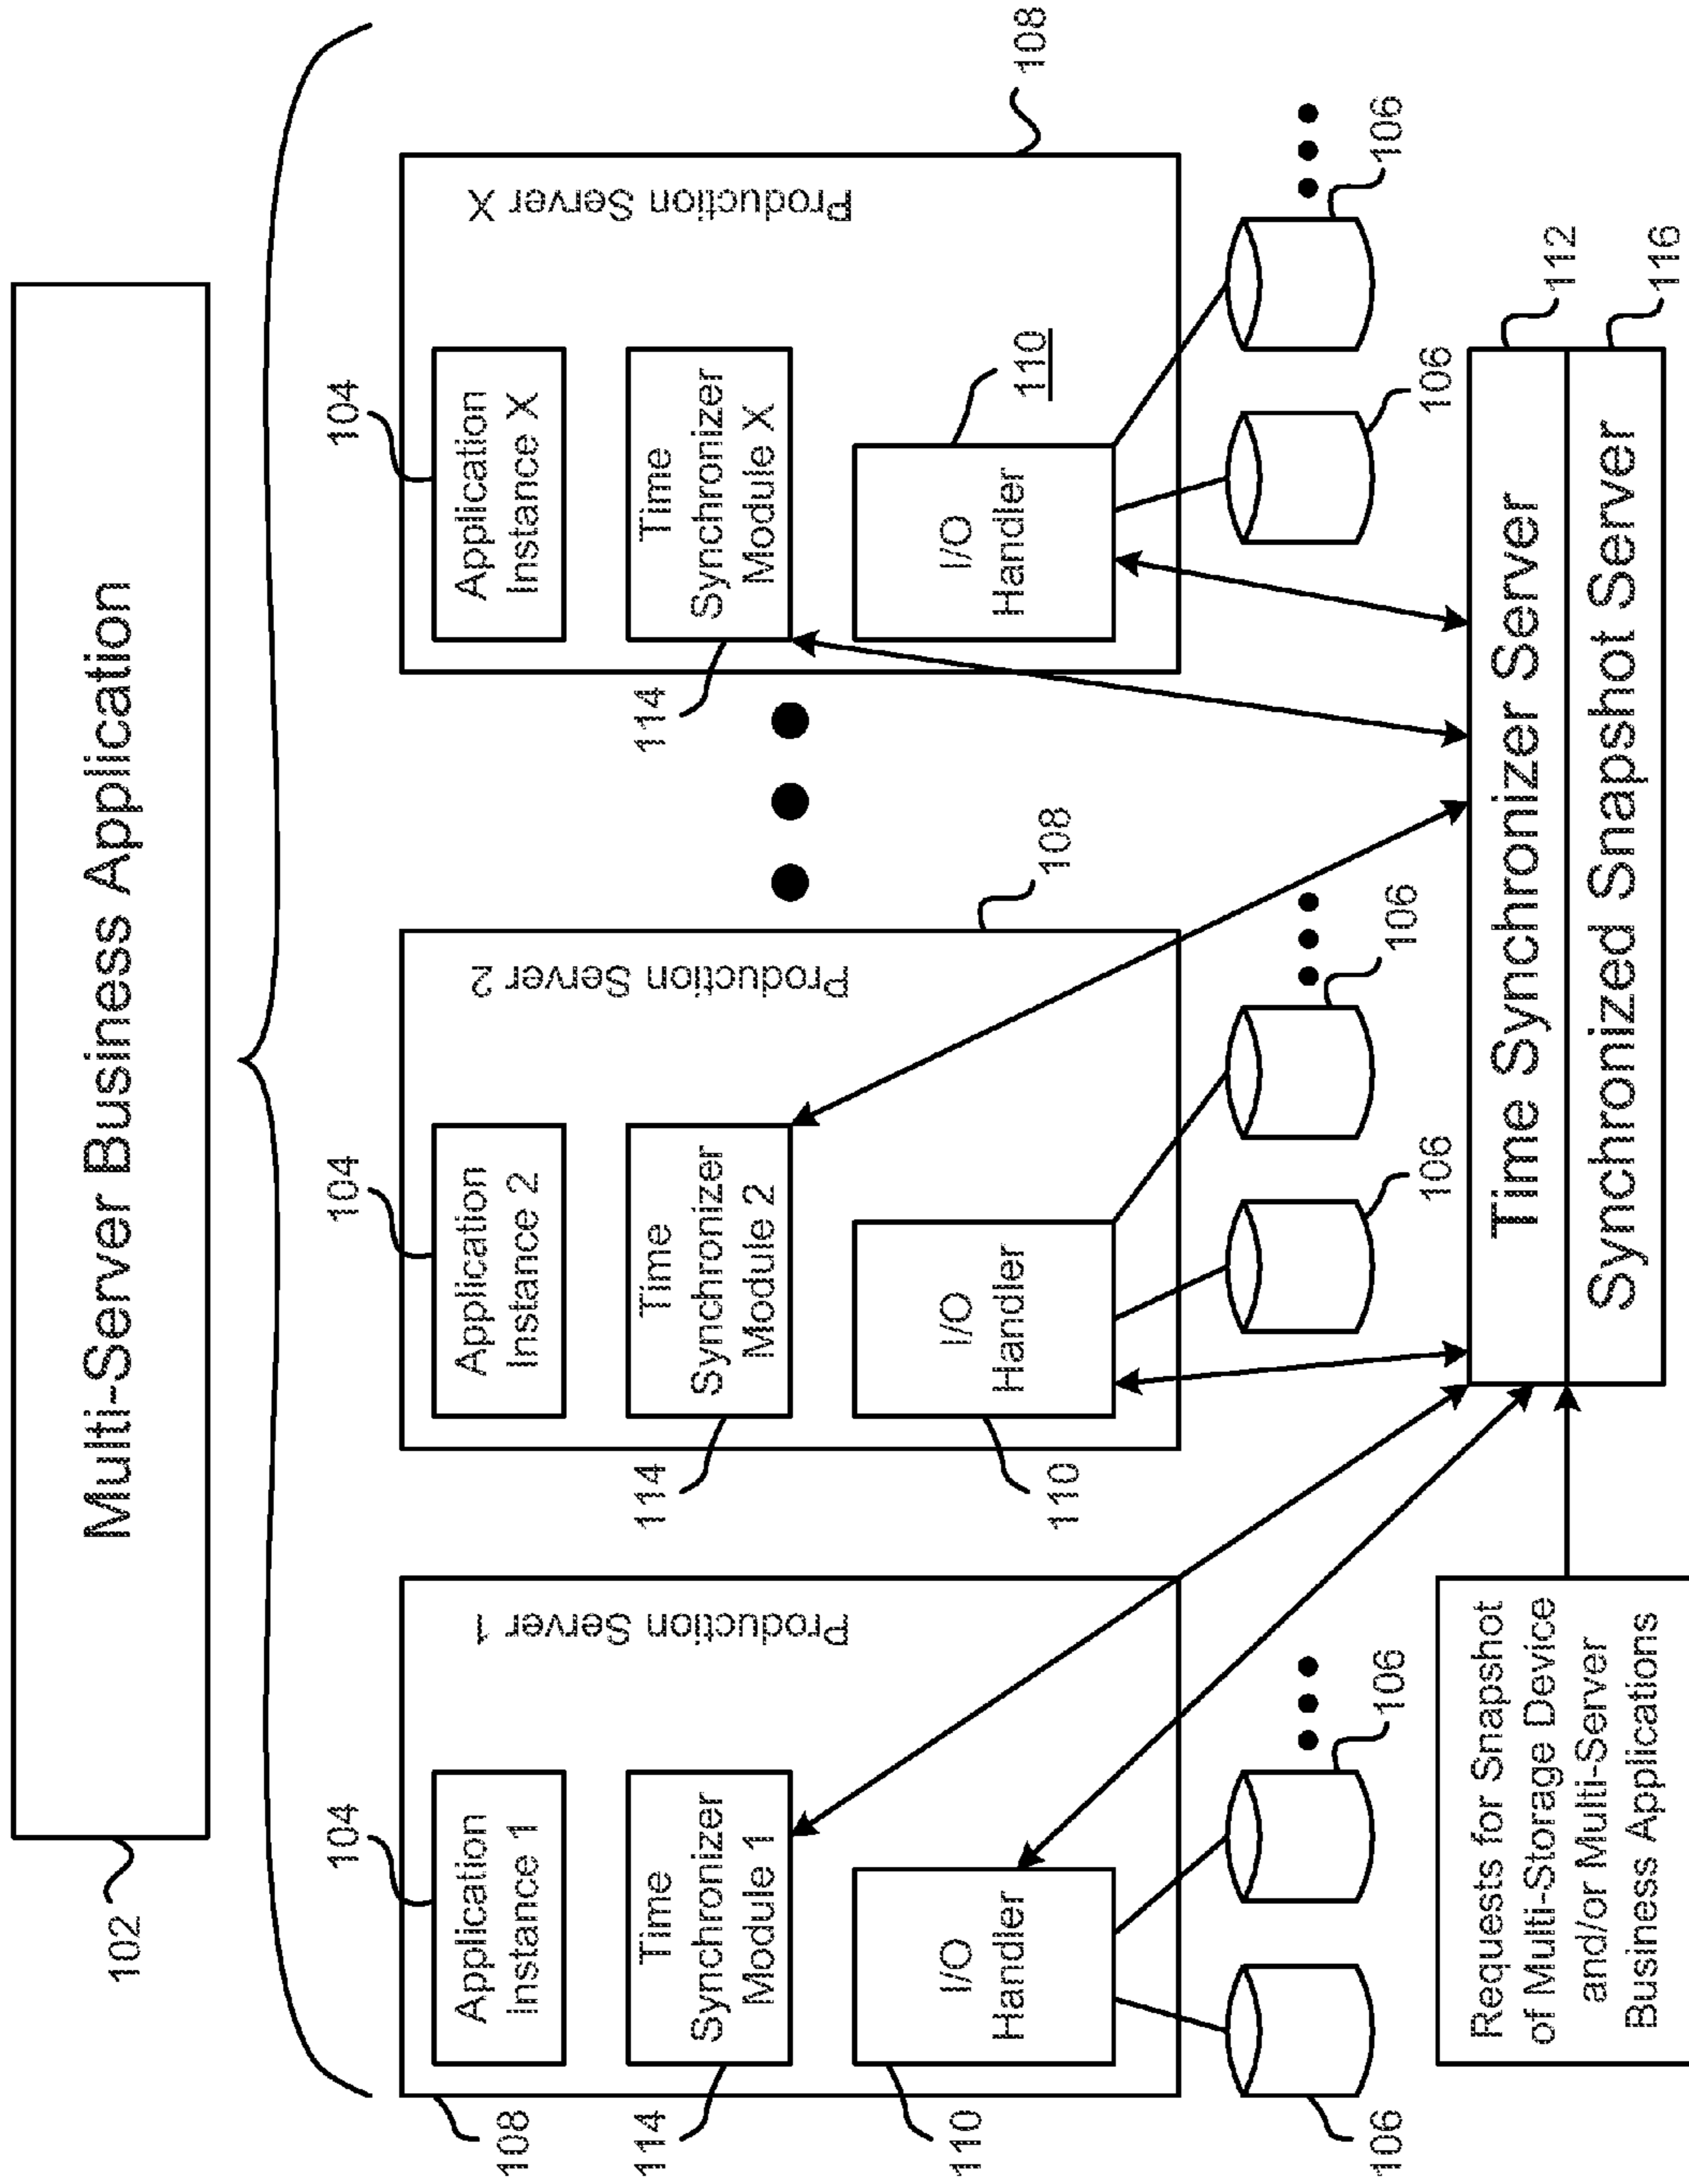 Multi-Server Business Application
102
104
Application
Instance 1
Time
Synchronizer
Module 1
I/O
Handler
Production Server 1
108
114
110
106
106
104
Application
Instance 2
Time
Synchronizer
Module 2
I/O
Handler
Production Server 2
108
114
110
106
106
104
Application
Instance X
Time
Synchronizer
Module X
I/O
Handler
Production Server X
108
114
110
106
106
Requests for Snapshot
of Multi-Storage Device
and/or Multi-Server
Business Applications
Time Synchronizer Server
112
Synchronized Snapshot Server
116